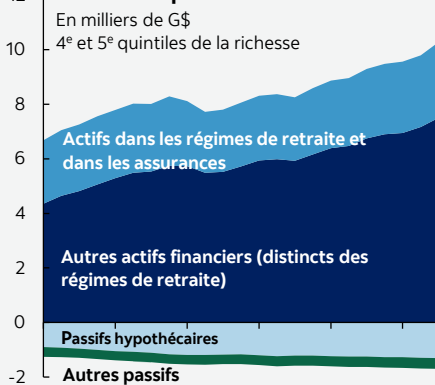 En milliers de G$
4ᵉ et 5ᵉ quintiles de la richesse
10
8
Actifs dans les régimes de retraite et
dans les assurances
6
4
Autres actifs financiers (distincts des
régimes de retraite)
2
0
Passifs hypothécaires
-2
Autres passifs